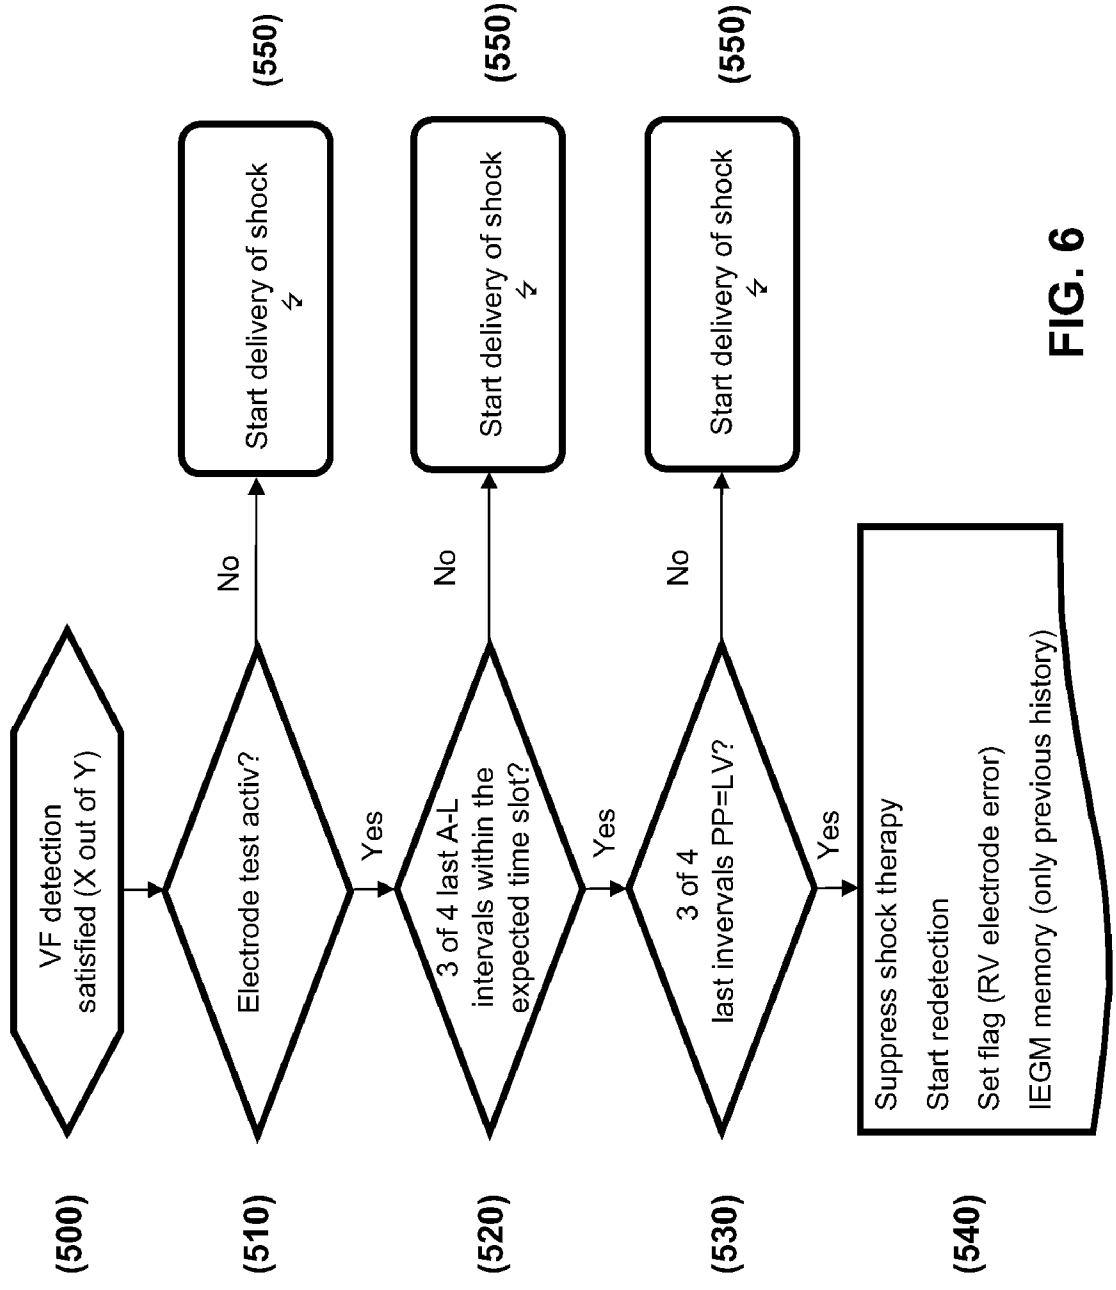 (500)
VF detection
satisfied (X out of Y)
(510)
Electrode test activ?
No
Start delivery of shock
(550)
Yes
(520)
3 of 4 last A-L
intervals within the
expected time slot?
No
Start delivery of shock
(550)
Yes
(530)
3 of 4
last invervals PP=LV?
No
Start delivery of shock
(550)
Yes
(540)
Suppress shock therapy
Start redetection
Set flag (RV electrode error)
IEGM memory (only previous history)
FIG. 6